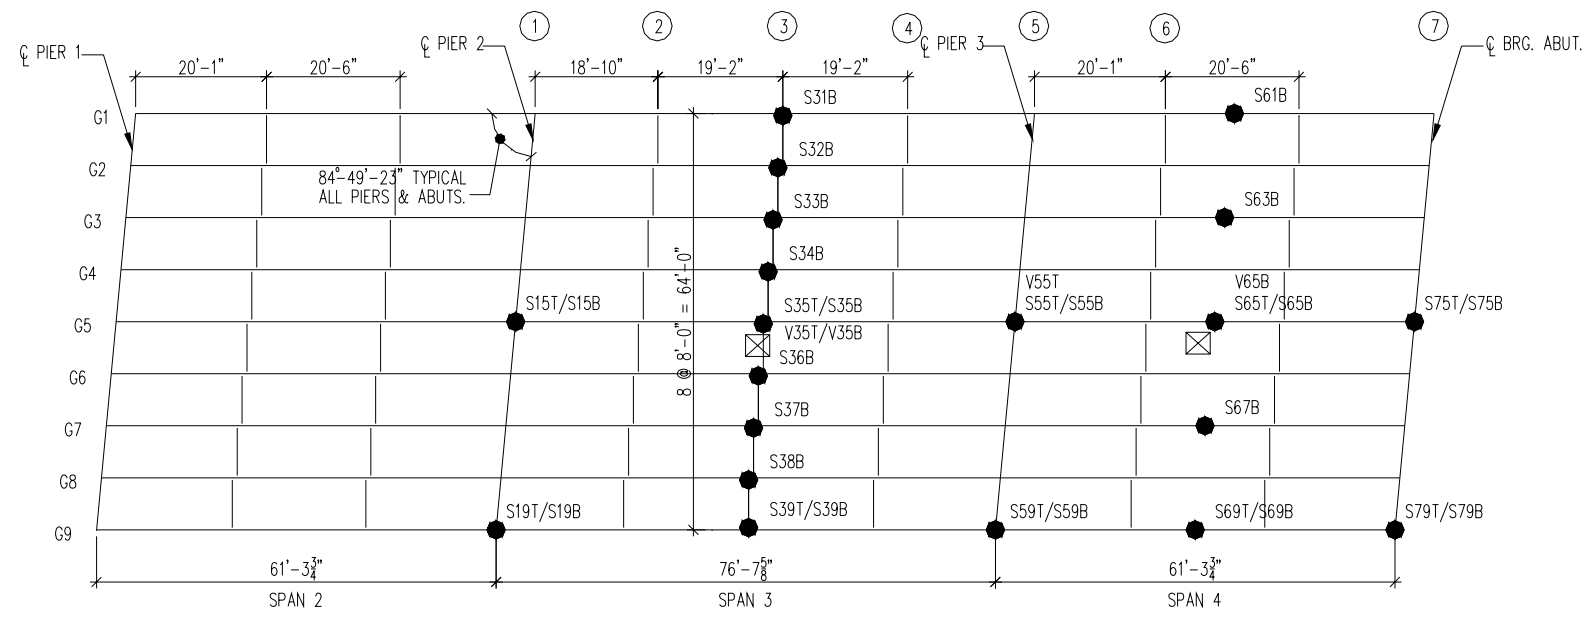 1
2
3
4
5
6
7
℄ PIER 1
℄ PIER 2
℄ PIER 3
℄ BRG. ABUT.
20'-1"
20'-6"
18'-10"
19'-2"
19'-2"
20'-1"
20'-6"
G1
S31B
S61B
G2
S32B
84°-49'-23" TYPICAL
ALL PIERS & ABUTS.
G3
S33B
S63B
G4
S34B
8 @ 8'-0" = 64'-0"
V55T
V65B
G5
S15T/S15B
S35T/S35B
S55T/S55B
S65T/S65B
S75T/S75B
V35T/V35B
G6
S36B
G7
S37B
S67B
G8
S38B
G9
S19T/S19B
S39T/S39B
S59T/S59B
S69T/S69B
S79T/S79B
61'-3¾"
76'-7⅝"
61'-3¾"
SPAN 2
SPAN 3
SPAN 4